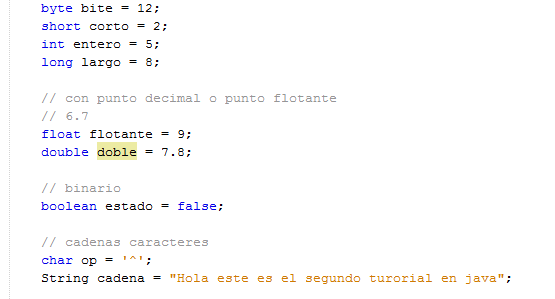 byte bite = 12;
short corto = 2;
int entero = 5;
long largo = 8;
// con punto decimal o punto flotante
// 6.7
float flotante = 9;
double doble = 7.8;
// binario
boolean estado = false;
// cadenas caracteres
char op = '^';
String cadena = "Hola este es el segundo turorial en java";